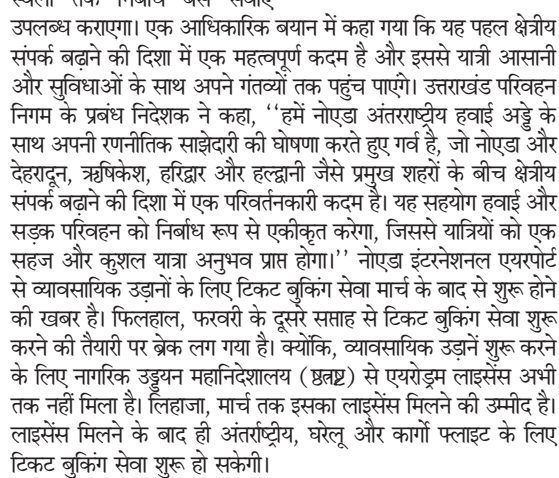 स्थलों तक निर्बाध बस सेवाएं
उपलब्ध कराएगा। एक आधिकारिक बयान में कहा गया कि यह पहल क्षेत्रीय
संपर्क बढ़ाने की दिशा में एक महत्वपूर्ण कदम है और इससे यात्री आसानी
और सुविधाओं के साथ अपने गंतव्यों तक पहुंच पाएंगे। उत्तराखंड परिवहन
निगम के प्रबंध निदेशक ने कहा, ‘‘हमें नोएडा अंतरराष्ट्रीय हवाई अड्डे के
साथ अपनी रणनीतिक साझेदारी की घोषणा करते हुए गर्व है, जो नोएडा और
देहरादून, ऋषिकेश, हरिद्वार और हल्द्वानी जैसे प्रमुख शहरों के बीच क्षेत्रीय
संपर्क बढ़ाने की दिशा में एक परिवर्तनकारी कदम है। यह सहयोग हवाई और
सड़क परिवहन को निर्बाध रूप से एकीकृत करेगा, जिससे यात्रियों को एक
सहज और कुशल यात्रा अनुभव प्राप्त होगा।’’ नोएडा इंटरनेशनल एयरपोर्ट
से व्यावसायिक उड़ानों के लिए टिकट बुकिंग सेवा मार्च के बाद से शुरू होने
की खबर है। फिलहाल, फरवरी के दूसरे सप्ताह से टिकट बुकिंग सेवा शुरू
करने की तैयारी पर ब्रेक लग गया है। क्योंकि, व्यावसायिक उड़ानें शुरू करने
के लिए नागरिक उड्डयन महानिदेशालय से एयरोड्रम लाइसेंस अभी
तक नहीं मिला है। लिहाजा, मार्च तक इसका लाइसेंस मिलने की उम्मीद है।
लाइसेंस मिलने के बाद ही अंतर्राष्ट्रीय, घरेलू और कार्गो फ्लाइट के लिए
टिकट बुकिंग सेवा शुरू हो सकेगी।